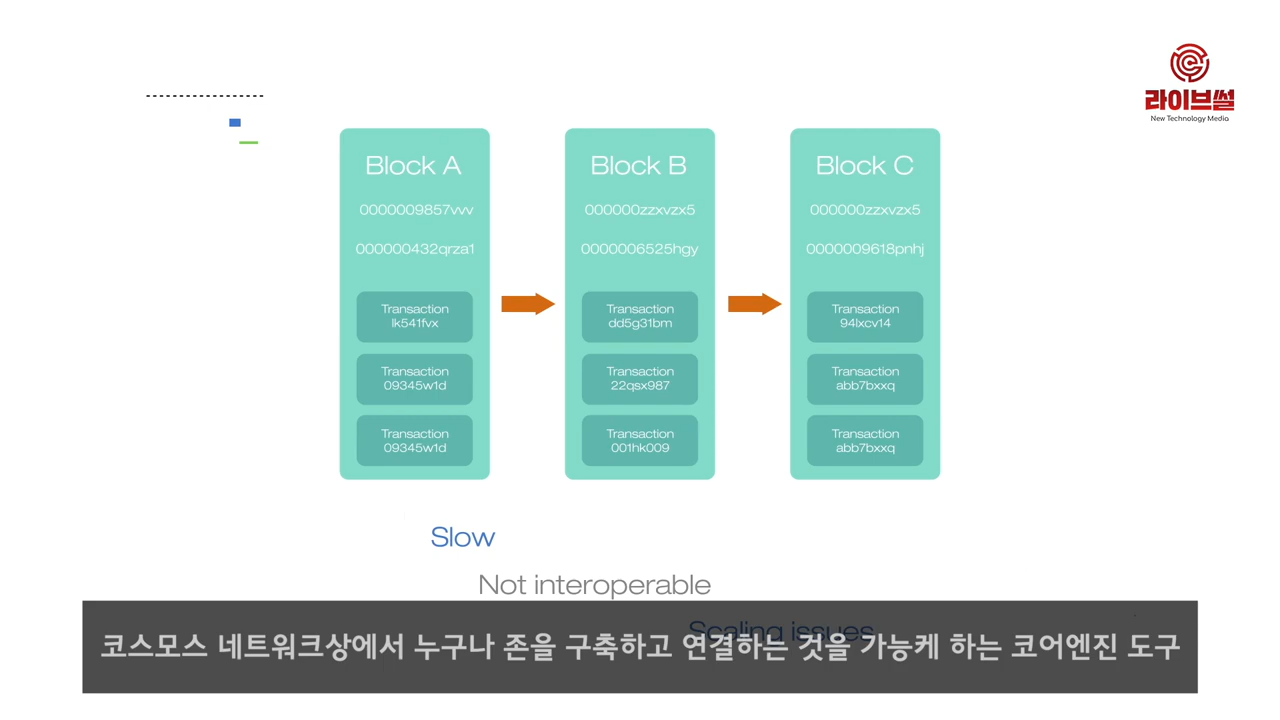 라이브썰
New Technology Media
Block A
0000009857vvv
000000432qrza1
Transaction
lk541fvx
Transaction
09345w1d
Transaction
09345w1d
Block B
000000zzxvzx5
0000006525hgy
Transaction
dd5g31bm
Transaction
22qsx987
Transaction
001hk009
Block C
000000zzxvzx5
0000009618pnhj
Transaction
94lxcv14
Transaction
abb7bxxq
Transaction
abb7bxxq
Slow
Not interoperable
Scaling issues
코스모스 네트워크상에서 누구나 존을 구축하고 연결하는 것을 가능케 하는 코어엔진 도구